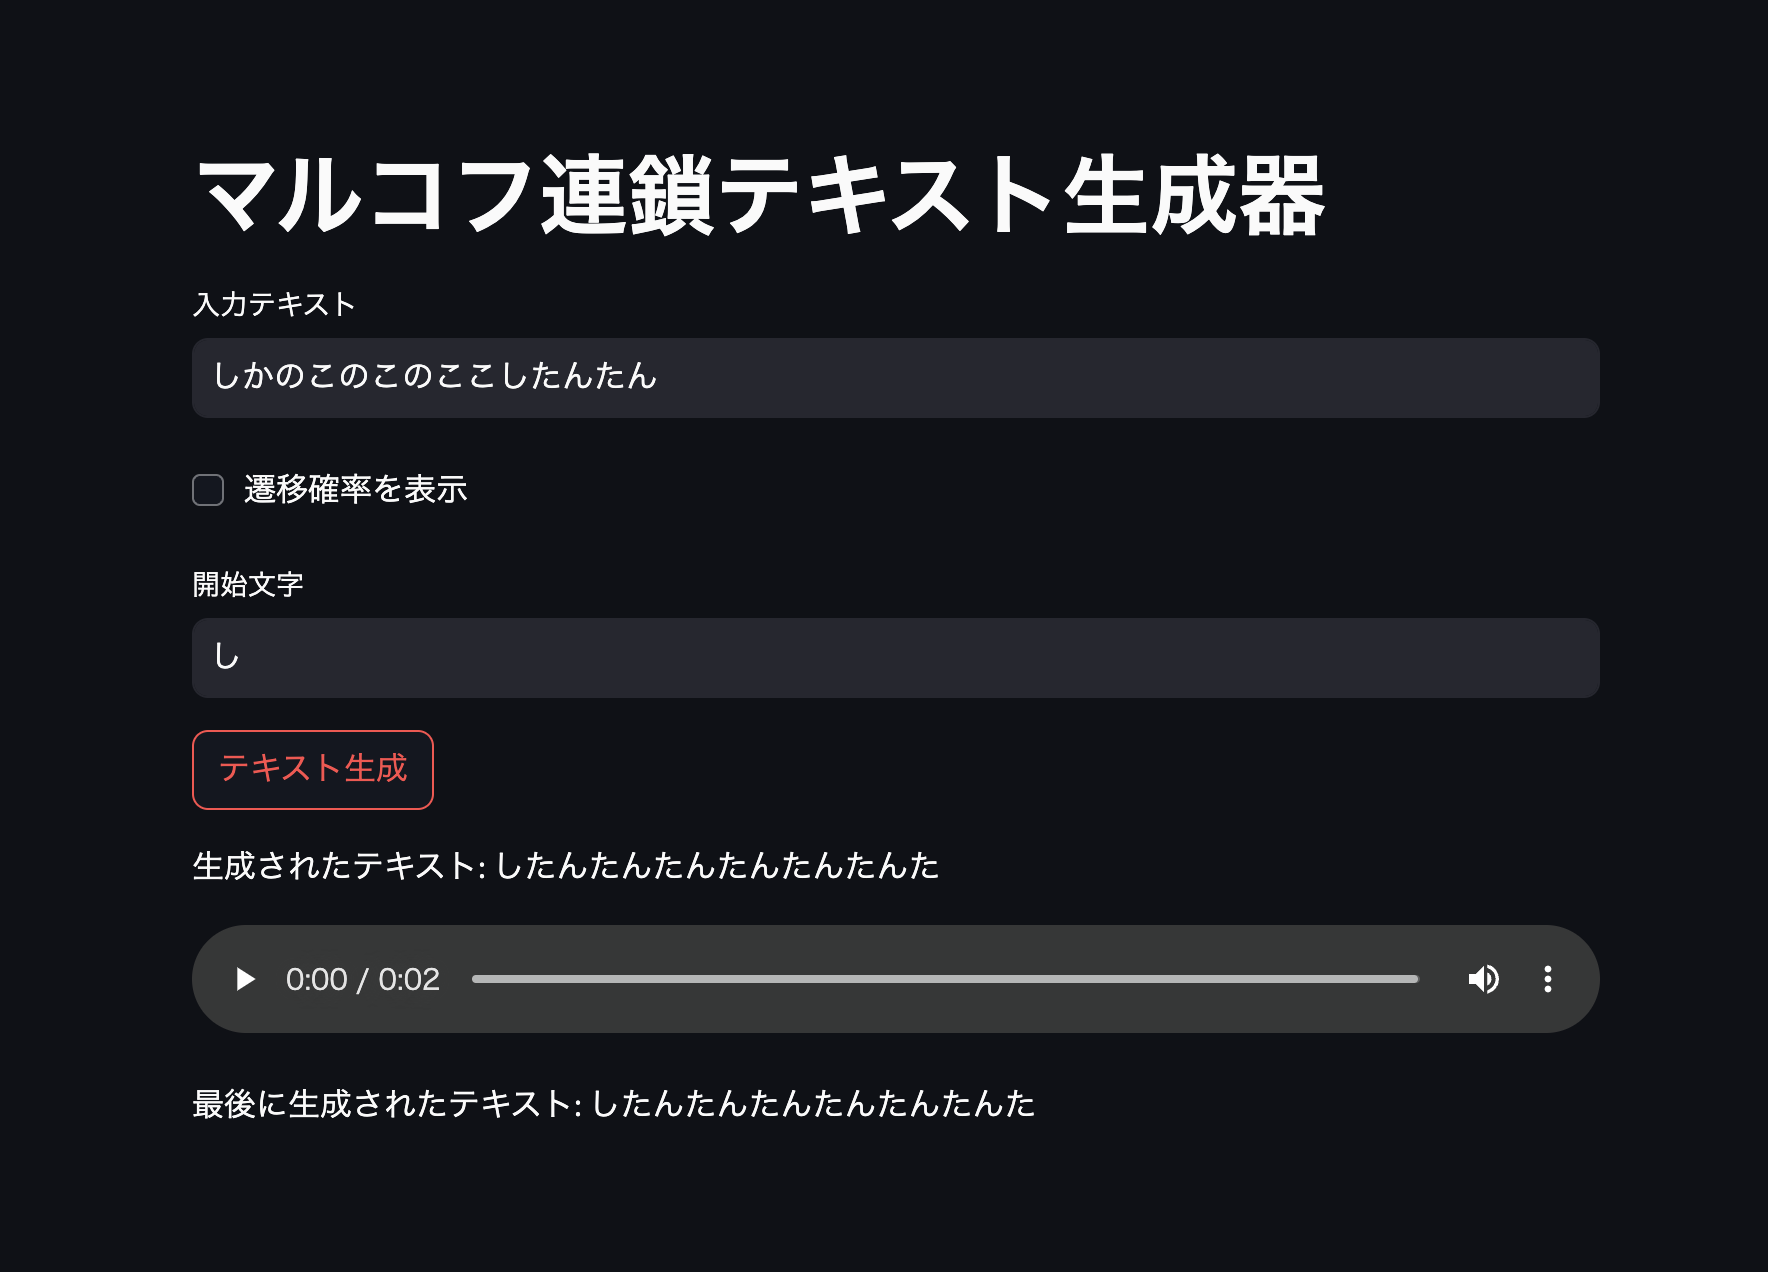 マルコフ連鎖テキスト生成器
入力テキスト
しかのこのこのここしたんたん
遷移確率を表示
開始文字
し
テキスト生成
生成されたテキスト: したんたんたんたんたんたんた
0:00 / 0:02
最後に生成されたテキスト: したんたんたんたんたんたんた